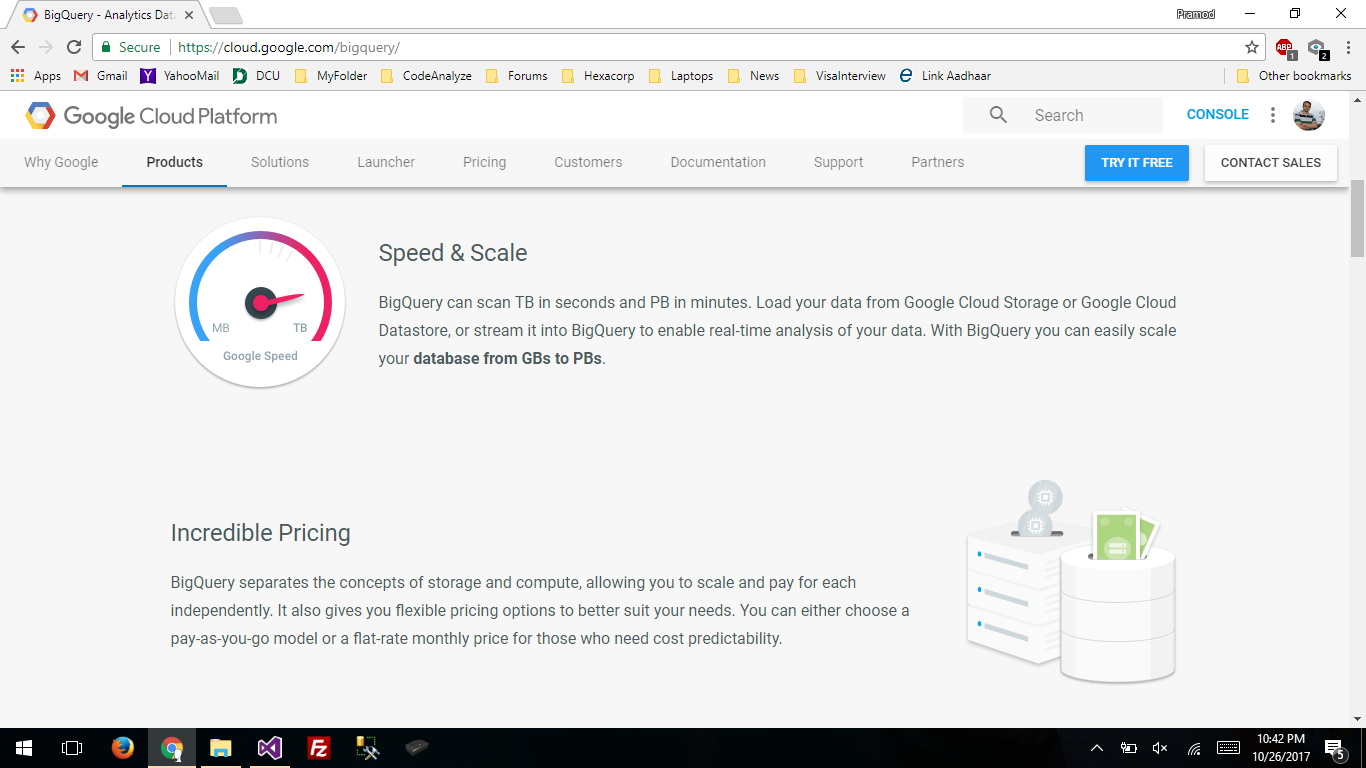 BigQuery - Analytics Dat
Pramod
Secure
https://cloud.google.com/bigquery/
ABP
1
2
Apps
Gmail
YahooMail
DCU
MyFolder
CodeAnalyze
Forums
Hexacorp
Laptops
News
VisaInterview
Link Aadhaar
Other bookmarks
Google Cloud Platform
Search
CONSOLE
Why Google
Products
Solutions
Launcher
Pricing
Customers
Documentation
Support
Partners
TRY IT FREE
CONTACT SALES
MB
TB
Google Speed
Speed & Scale
BigQuery can scan TB in seconds and PB in minutes. Load your data from Google Cloud Storage or Google Cloud
Datastore, or stream it into BigQuery to enable real-time analysis of your data. With BigQuery you can easily scale
your database from GBs to PBs.
Incredible Pricing
BigQuery separates the concepts of storage and compute, allowing you to scale and pay for each
independently. It also gives you flexible pricing options to better suit your needs. You can either choose a
pay-as-you-go model or a flat-rate monthly price for those who need cost predictability.
Fz
10:42 PM
10/26/2017
5